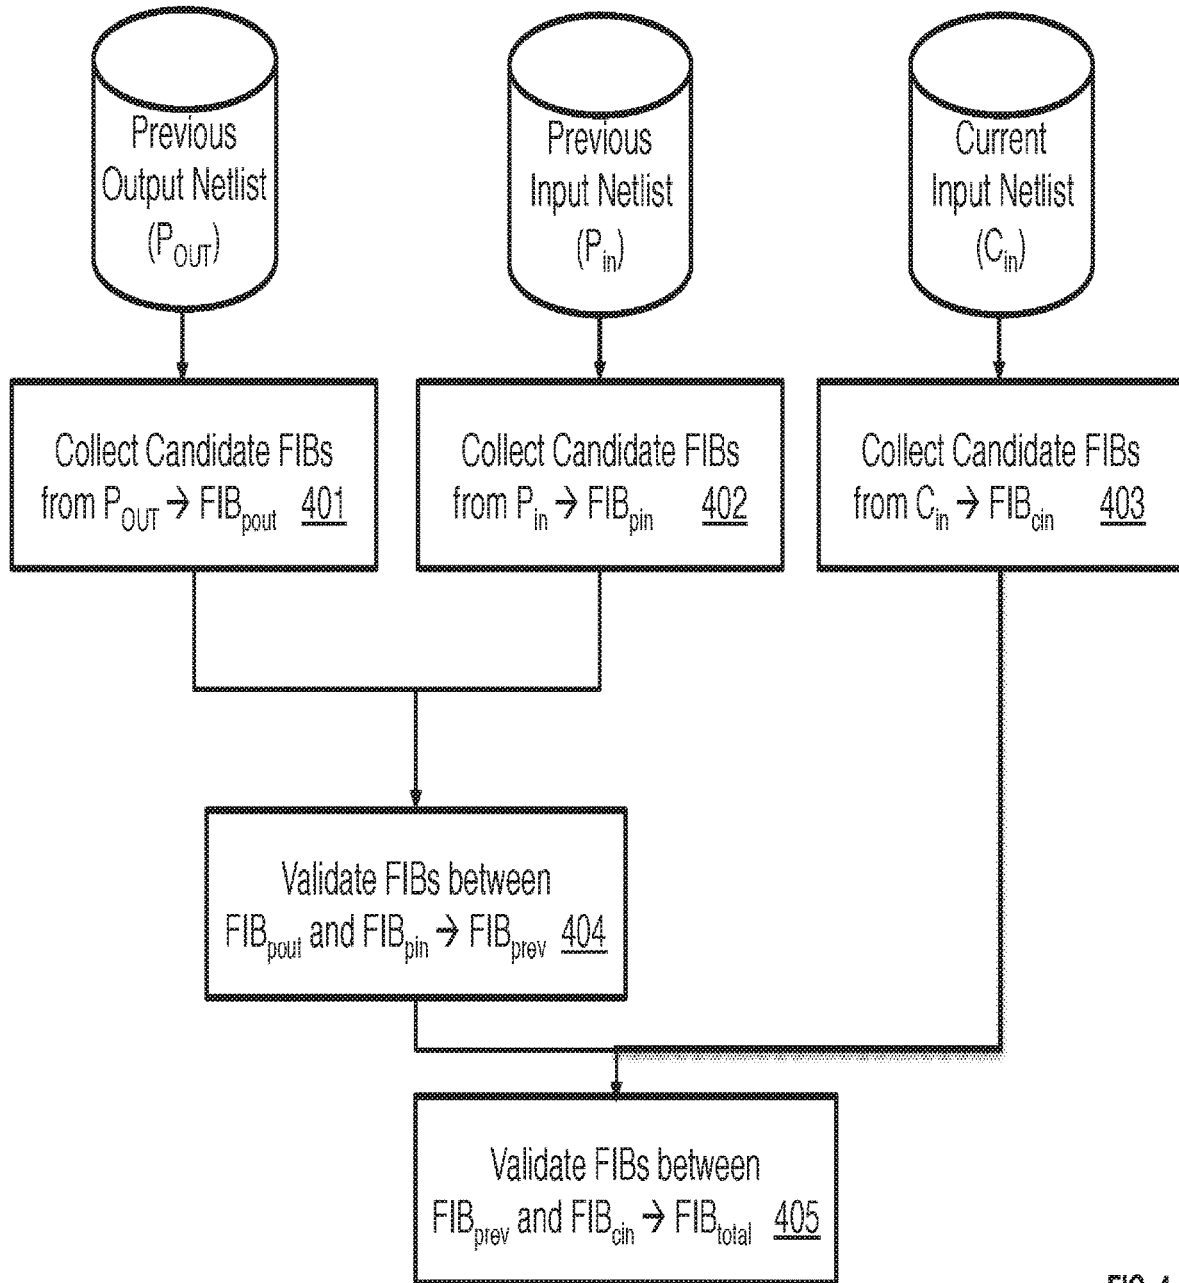 Previous
Output Netlist
(P_OUT)
Previous
Input Netlist
(P_in)
Current
Input Netlist
(C_in)
Collect Candidate FIBs
from P_OUT → FIB_pout 401
Collect Candidate FIBs
from P_in → FIB_pin 402
Collect Candidate FIBs
from C_in → FIB_cin 403
Validate FIBs between
FIB_pout and FIB_pin → FIB_prev 404
Validate FIBs between
FIB_prev and FIB_cin → FIB_total 405